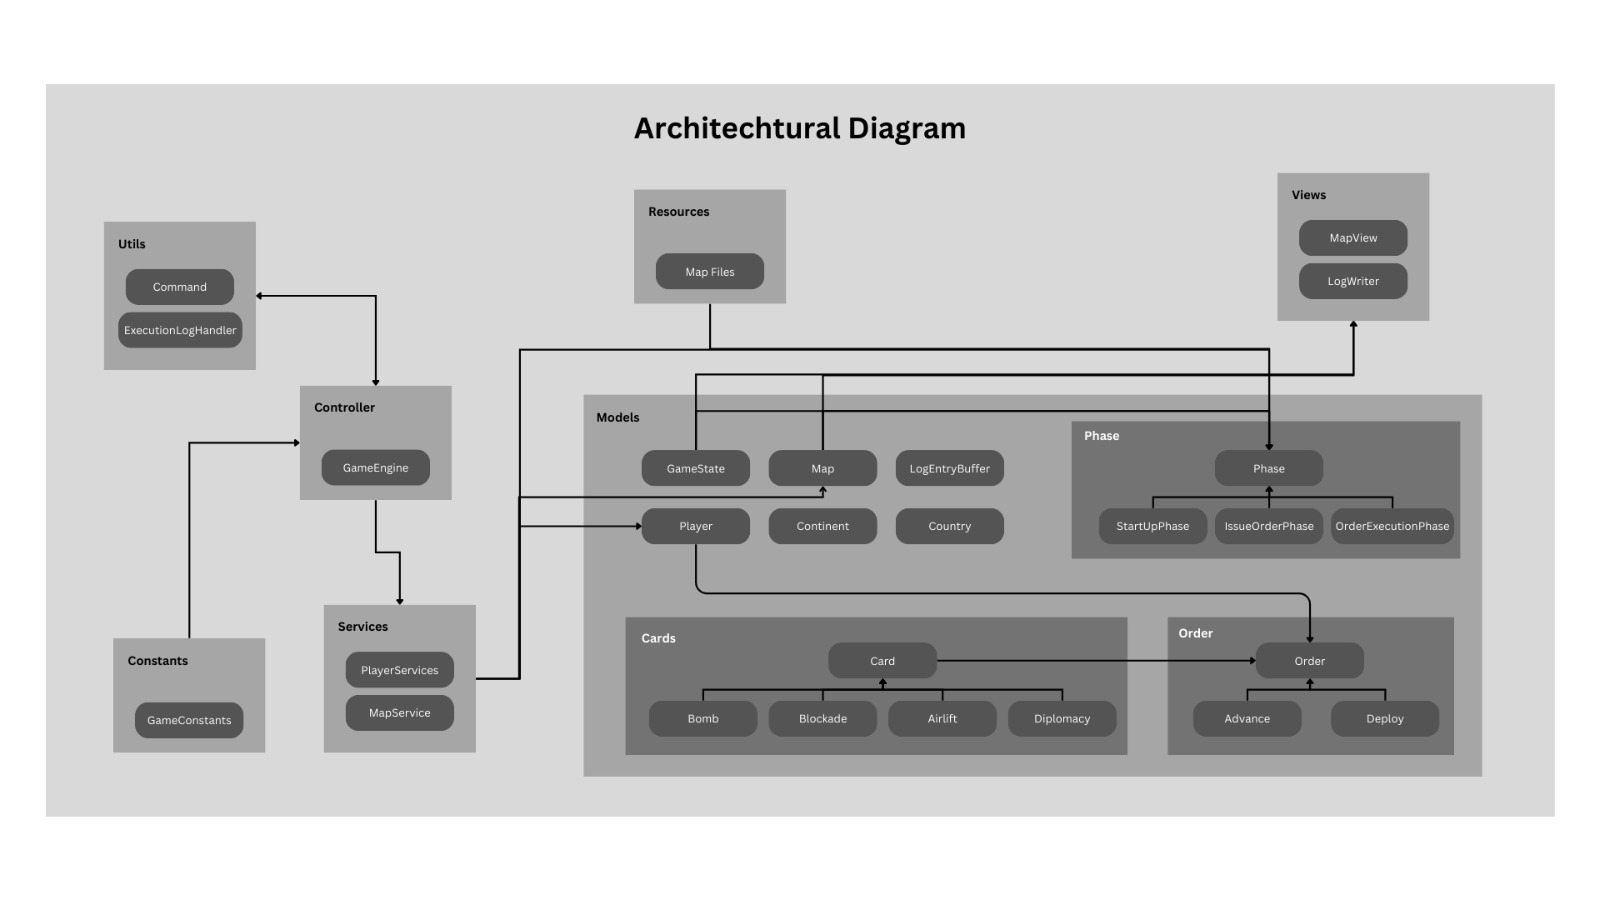 Architechtural Diagram
Utils
Command
ExecutionLogHandler
Resources
Map Files
Views
MapView
LogWriter
Controller
GameEngine
Constants
GameConstants
Services
PlayerServices
MapService
Models
GameState
Map
LogEntryBuffer
Player
Continent
Country
Phase
Phase
StartUpPhase
IssueOrderPhase
OrderExecutionPhase
Cards
Card
Bomb
Blockade
Airlift
Diplomacy
Order
Order
Advance
Deploy